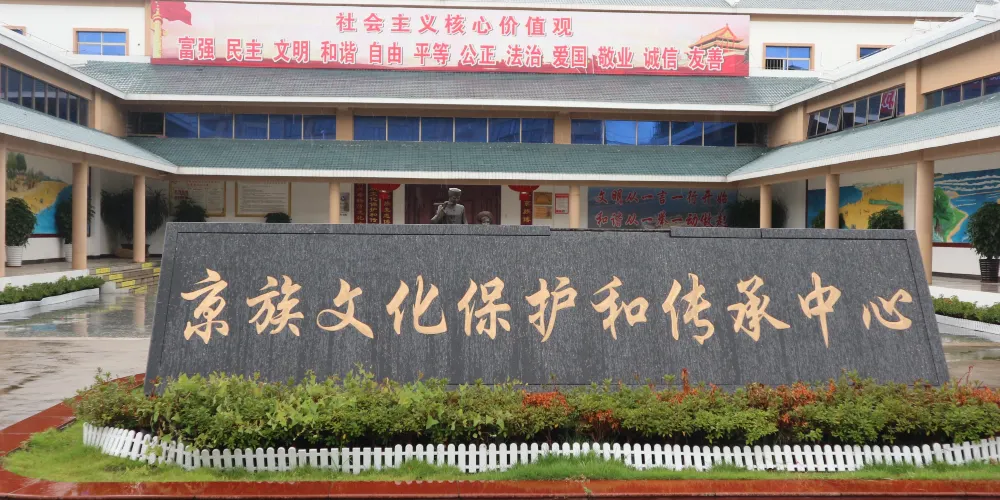 社会主义核心价值观
富强 民主 文明 和谐 自由 平等 公正 法治 爱国 敬业 诚信 友善
京族文化保护和传承中心